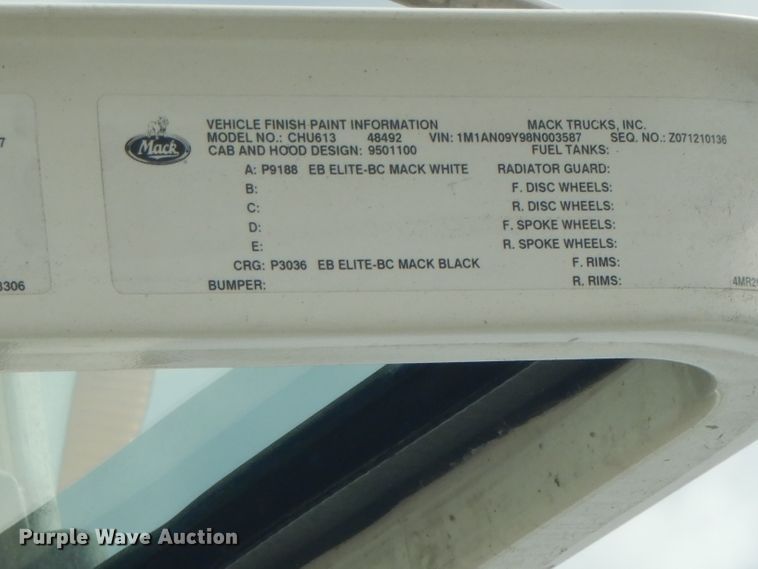 VEHICLE FINISH PAINT INFORMATION MACK TRUCKS, INC.
MODEL NO.: CHU613 48492 VIN: 1M1AN09Y98N003587 SEQ. NO.: Z071210136
CAB AND HOOD DESIGN: 9501100 FUEL TANKS:
Mack
A: P9188 EB ELITE-BC MACK WHITE RADIATOR GUARD:
B: F. DISC WHEELS:
C: R. DISC WHEELS:
D: F. SPOKE WHEELS:
E: R. SPOKE WHEELS:
CRG: P3036 EB ELITE-BC MACK BLACK F. RIMS:
BUMPER: R. RIMS:
Purple Wave Auction